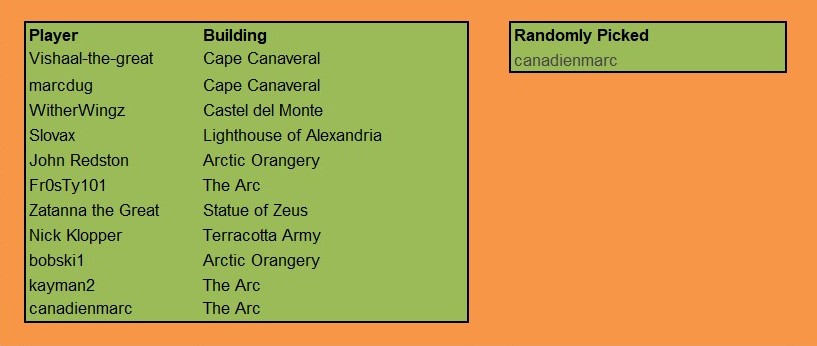 Player Building
Vishaal-the-great Cape Canaveral
marcdug Cape Canaveral
WitherWingz Castel del Monte
Slovax Lighthouse of Alexandria
John Redston Arctic Orangery
Fr0sTy101 The Arc
Zatanna the Great Statue of Zeus
Nick Klopper Terracotta Army
bobski1 Arctic Orangery
kayman2 The Arc
canadienmarc The Arc
Randomly Picked
canadienmarc